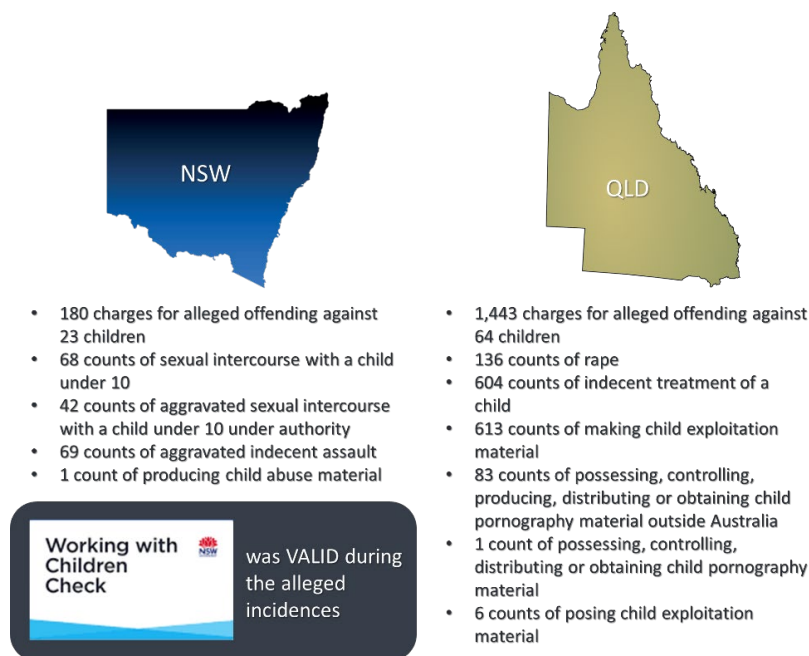 NSW
• 180 charges for alleged offending against
23 children
• 68 counts of sexual intercourse with a child
under 10
• 42 counts of aggravated sexual intercourse
with a child under 10 under authority
• 69 counts of aggravated indecent assault
• 1 count of producing child abuse material
Working with
Children
Check
NSW
was VALID during
the alleged
incidences
QLD
• 1,443 charges for alleged offending against
64 children
• 136 counts of rape
• 604 counts of indecent treatment of a
child
• 613 counts of making child exploitation
material
• 83 counts of possessing, controlling,
producing, distributing or obtaining child
pornography material outside Australia
• 1 count of possessing, controlling,
distributing or obtaining child pornography
material
• 6 counts of posing child exploitation
material